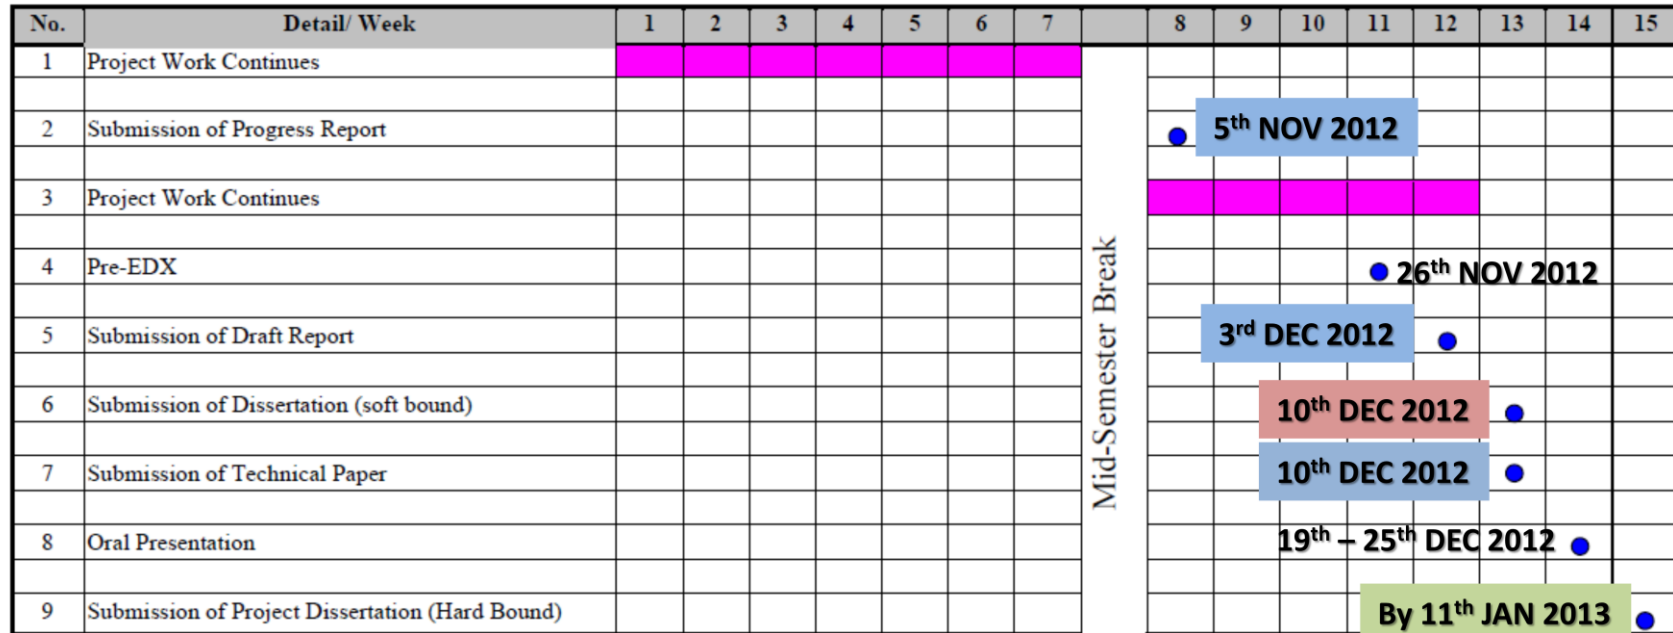 No. Detail/ Week 1 2 3 4 5 6 7 8 9 10 11 12 13 14 15
1 Project Work Continues
2 Submission of Progress Report 5th NOV 2012
3 Project Work Continues
Mid-Semester Break
4 Pre-EDX 26th NOV 2012
5 Submission of Draft Report 3rd DEC 2012
6 Submission of Dissertation (soft bound) 10th DEC 2012
7 Submission of Technical Paper 10th DEC 2012
8 Oral Presentation 19th – 25th DEC 2012
9 Submission of Project Dissertation (Hard Bound) By 11th JAN 2013